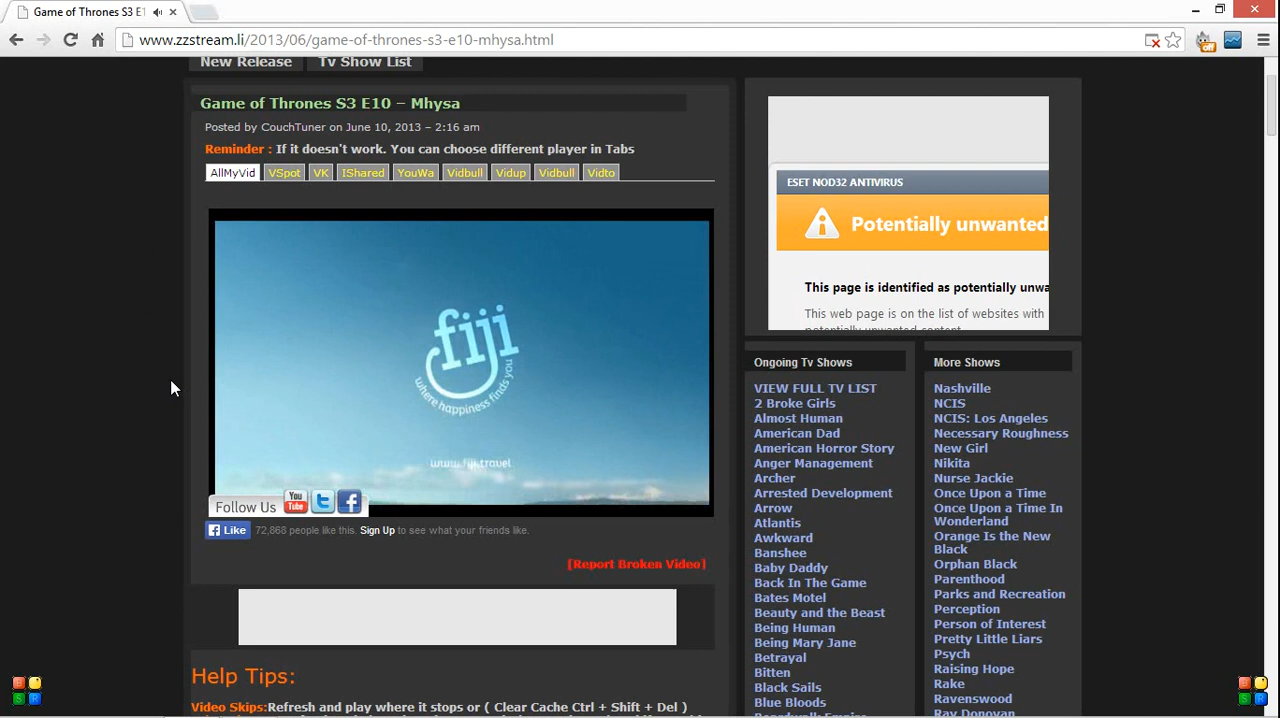 Game of Thrones S3 E1
www.zzstream.li/2013/06/game-of-thrones-s3-e10-mhysa.html
off
New Release
Tv Show List
Game of Thrones S3 E10 – Mhysa
Posted by CouchTuner on June 10, 2013 – 2:16 am
Reminder : If it doesn't work. You can choose different player in Tabs
AllMyVid VSpot VK IShared YouWa Vidbull Vidup Vidbull Vidto
fiji
where happiness finds you
www.fiji.travel
Follow Us You Tube
Like 72,868 people like this. Sign Up to see what your friends like.
[Report Broken Video]
Help Tips:
Video Skips:Refresh and play where it stops or ( Clear Cache Ctrl + Shift + Del )
ESET NOD32 ANTIVIRUS
Potentially unwanted
This page is identified as potentially unwa
This web page is on the list of websites with
potentially unwanted content
Ongoing Tv Shows
VIEW FULL TV LIST
2 Broke Girls
Almost Human
American Dad
American Horror Story
Anger Management
Archer
Arrested Development
Arrow
Atlantis
Awkward
Banshee
Baby Daddy
Back In The Game
Bates Motel
Beauty and the Beast
Being Human
Being Mary Jane
Betrayal
Bitten
Black Sails
Blue Bloods
Boardwalk Empire
More Shows
Nashville
NCIS
NCIS: Los Angeles
Necessary Roughness
New Girl
Nikita
Nurse Jackie
Once Upon a Time
Once Upon a Time In
Wonderland
Orange Is the New
Black
Orphan Black
Parenthood
Parks and Recreation
Perception
Person of Interest
Pretty Little Liars
Psych
Raising Hope
Rake
Ravenswood
Ray Donovan
B
S R
B
S R